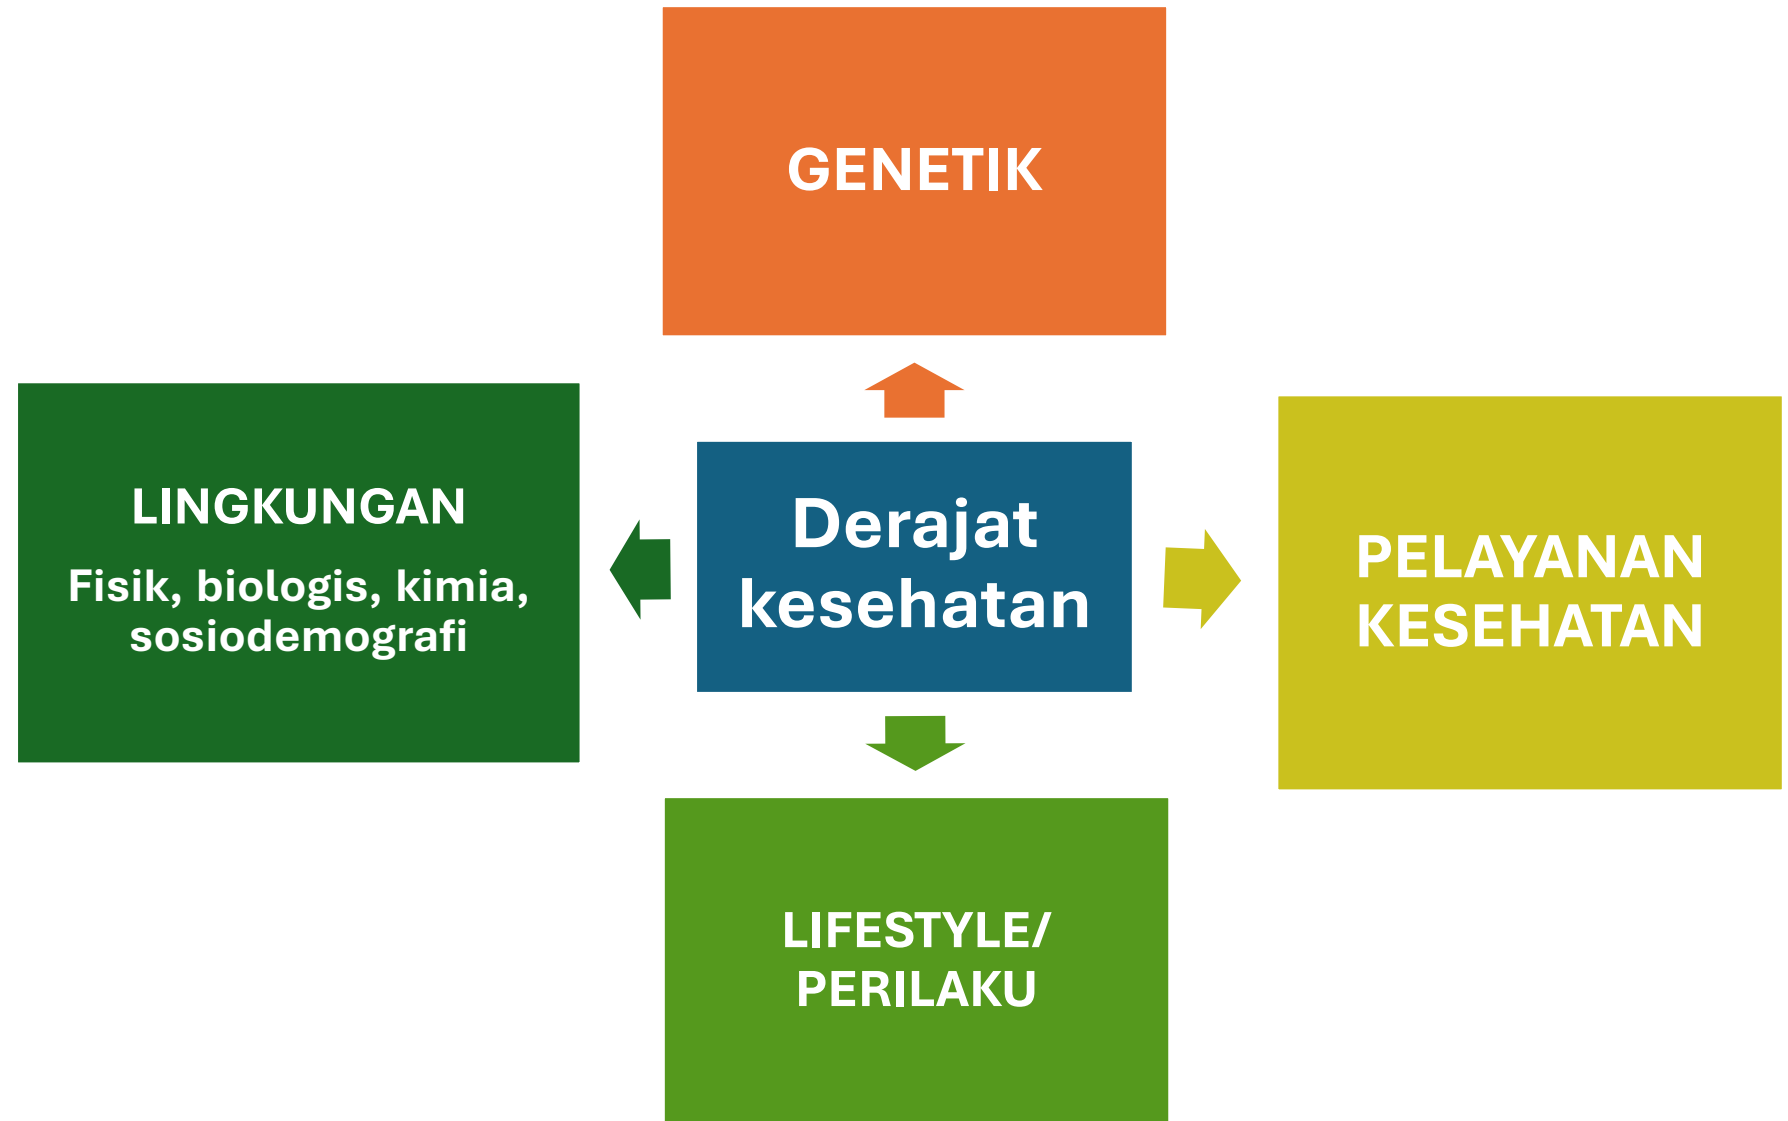 GENETIK
LINGKUNGAN
Fisik, biologis, kimia,
sosiodemografi
Derajat
kesehatan
PELAYANAN
KESEHATAN
LIFESTYLE/
PERILAKU